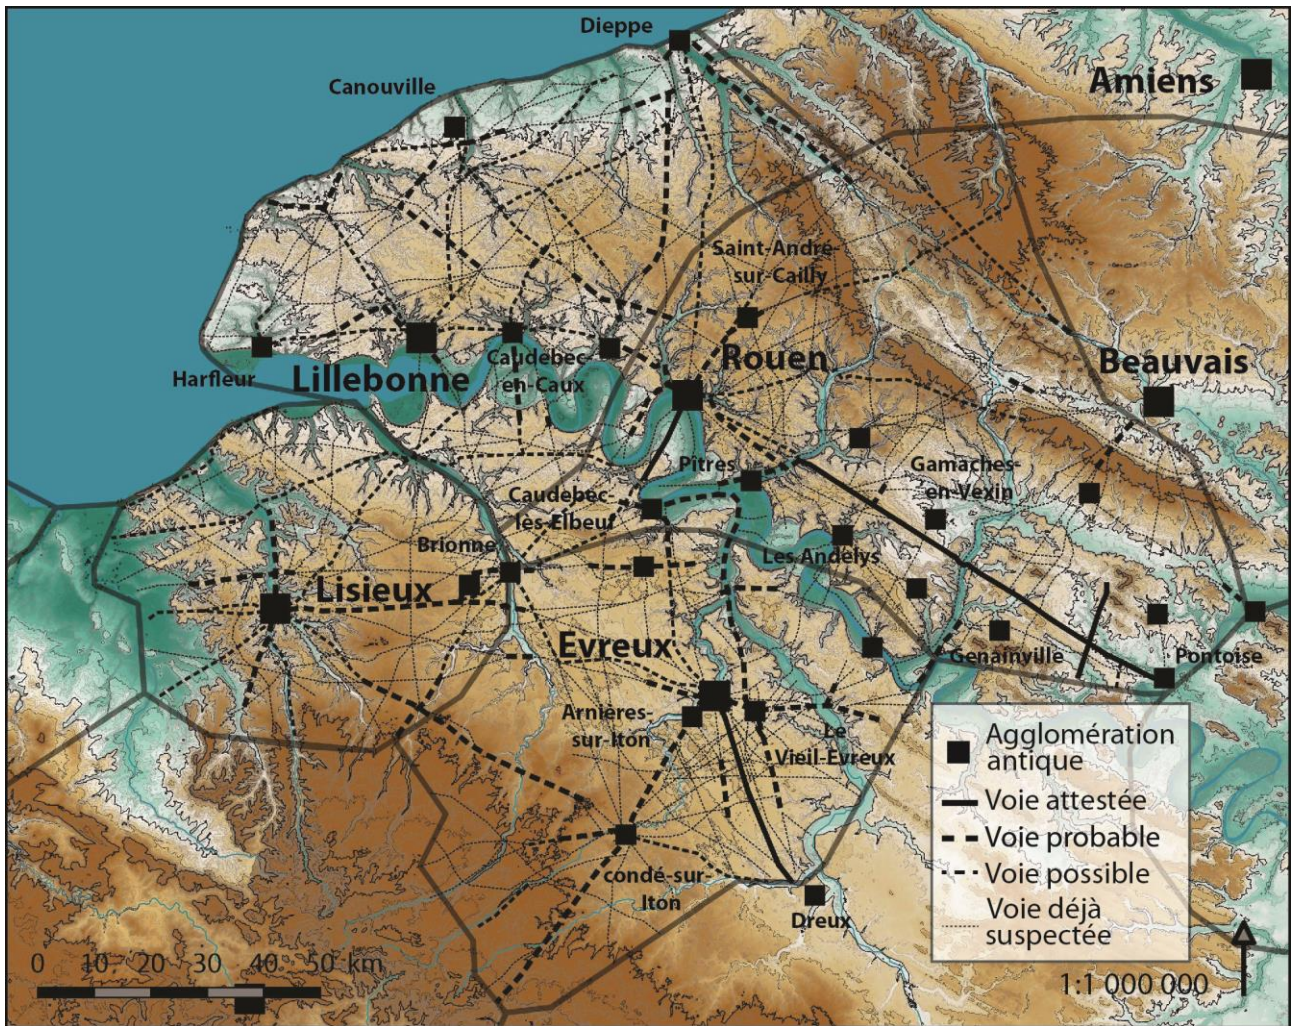 Dieppe
Amiens
Canouville
Saint-André-
sur-Cailly
Rouen
Beauvais
Caudebec-
en-Caux
Harfleur
Lillebonne
Pitres
Gamaches-
en-Vexin
Caudebec-
lès-Elbeuf
Brionne
Les Andelys
Lisieux
Evreux
Genainville
Pontoise
Arnières-
sur-Iton
Le
Vieil-Evreux
condé-sur-
Iton
Dreux
Agglomération
antique
Voie attestée
Voie probable
Voie possible
Voie déjà
suspectée
0 10 20 30 40 50 km
1:1 000 000